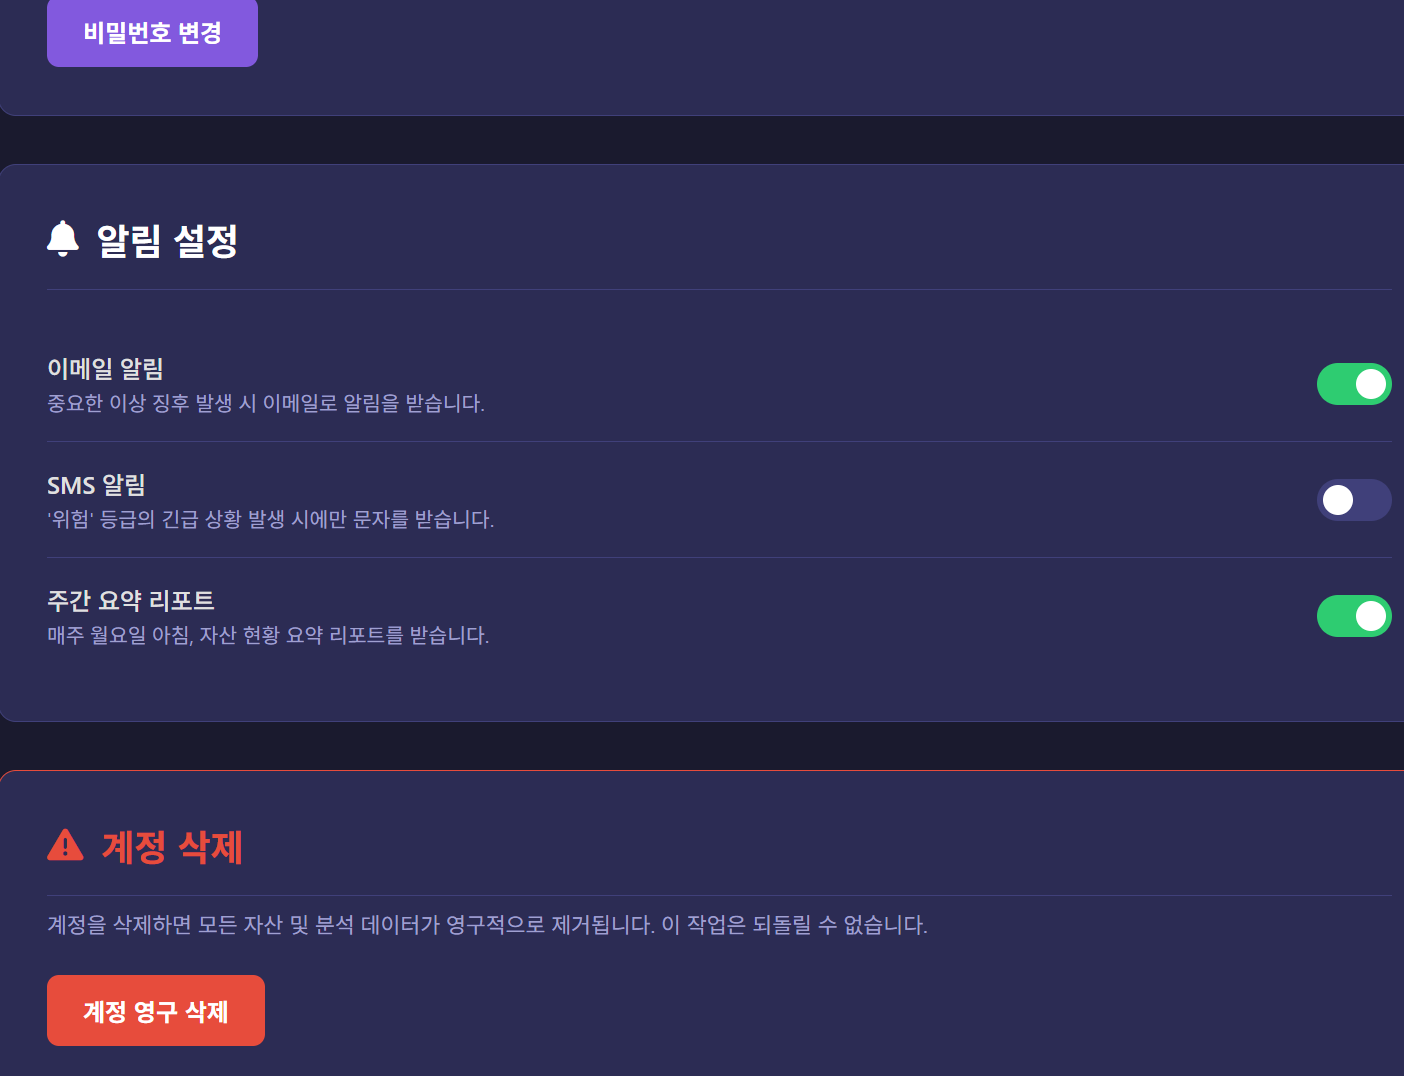 비밀번호 변경
알림 설정
이메일 알림
중요한 이상 징후 발생 시 이메일로 알림을 받습니다.
SMS 알림
'위험' 등급의 긴급 상황 발생 시에만 문자를 받습니다.
주간 요약 리포트
매주 월요일 아침, 자산 현황 요약 리포트를 받습니다.
계정 삭제
계정을 삭제하면 모든 자산 및 분석 데이터가 영구적으로 제거됩니다. 이 작업은 되돌릴 수 없습니다.
계정 영구 삭제